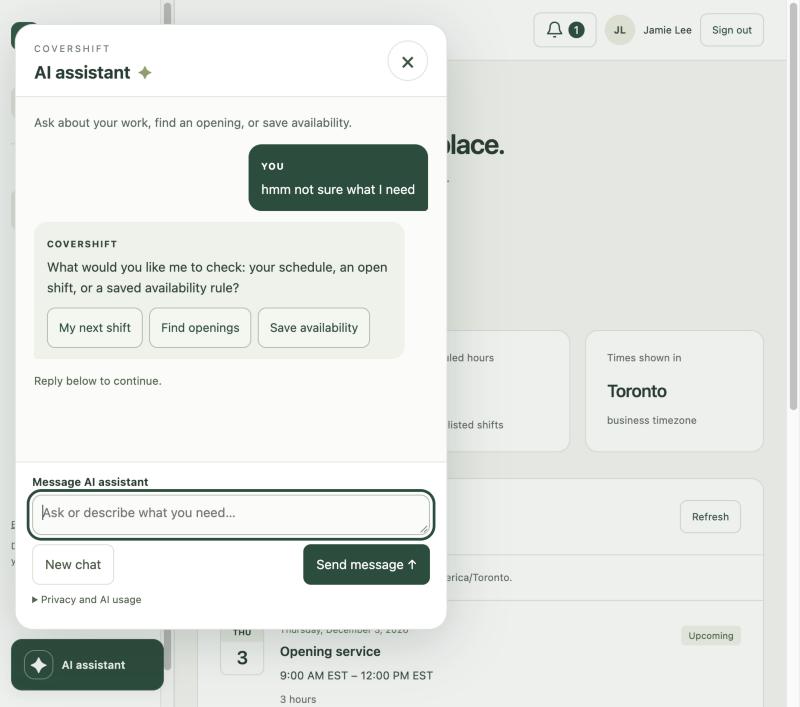 COVERSHIFT
AI assistant
Ask about your work, find an opening, or save availability.
YOU
hmm not sure what I need
COVERSHIFT
What would you like me to check: your schedule, an open
shift, or a saved availability rule?
My next shift
Find openings
Save availability
Reply below to continue.
Message AI assistant
Ask or describe what you need...
New chat
Send message ↑
Privacy and AI usage
AI assistant
1
JL
Jamie Lee
Sign out
place.
hours
listed shifts
Times shown in
Toronto
business timezone
Refresh
erica/Toronto.
THU
3
Thursday, December 3, 2026
Opening service
9:00 AM EST – 12:00 PM EST
3 hours
Upcoming